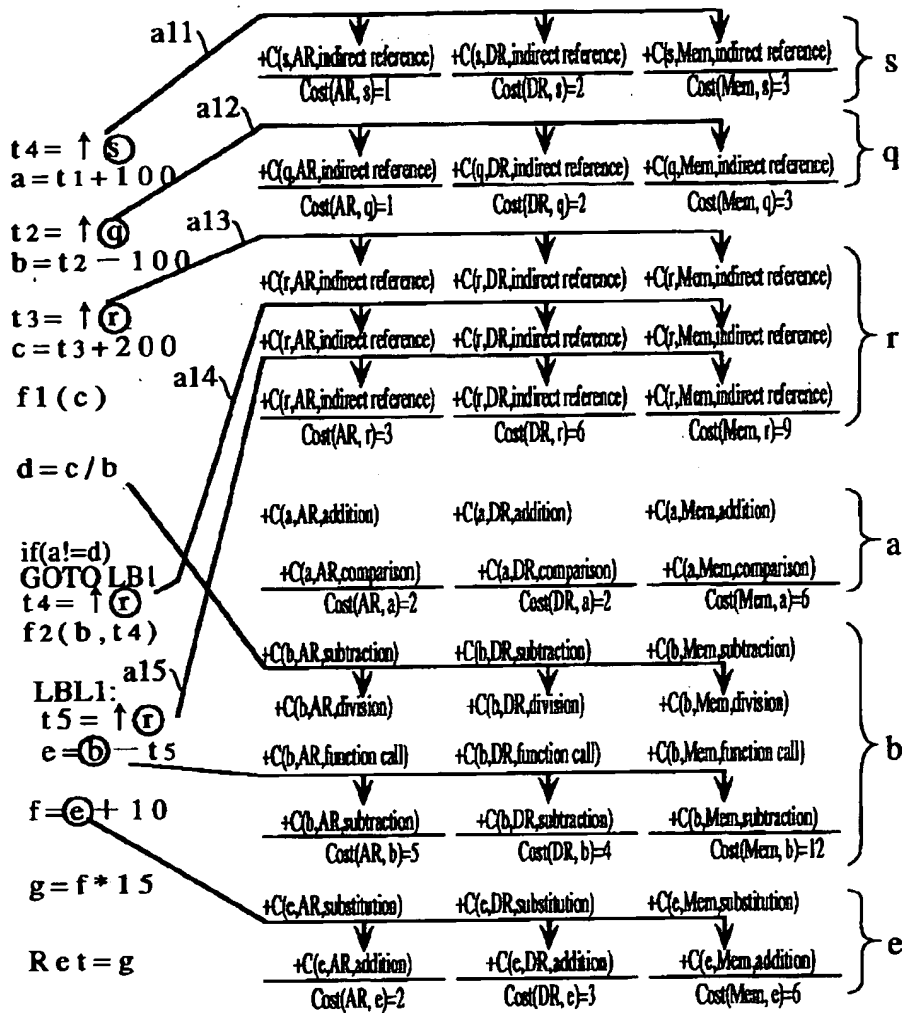 a11
+C(s,AR,indirect reference) +C(s,DR,indirect reference) +C(s,Mem,indirect reference)
Cost(AR, s)=1 Cost(DR, s)=2 Cost(Mem, s)=3
s
a12
t4= ↑ s
a=t1+100
+C(q,AR,indirect reference) +C(q,DR,indirect reference) +C(q,Mem,indirect reference)
Cost(AR, q)=1 Cost(DR, q)=2 Cost(Mem, q)=3
q
t2= ↑ q
b=t2-100
a13
+C(r,AR,indirect reference) +C(r,DR,indirect reference) +C(r,Mem,indirect reference)
t3= ↑ r
c=t3+200
+C(r,AR,indirect reference) +C(r,DR,indirect reference) +C(r,Mem,indirect reference)
r
a14
f1(c)
+C(r,AR,indirect reference) +C(r,DR,indirect reference) +C(r,Mem,indirect reference)
Cost(AR, r)=3 Cost(DR, r)=6 Cost(Mem, r)=9
d=c/b
+C(a,AR,addition) +C(a,DR,addition) +C(a,Mem,addition)
a
if(a!=d)
GOTO LB1
+C(a,AR,comparison) +C(a,DR,comparison) +C(a,Mem,comparison)
Cost(AR, a)=2 Cost(DR, a)=2 Cost(Mem, a)=6
t4= ↑ r
f2(b,t4)
+C(b,AR,subtraction) +C(b,DR,subtraction) +C(b,Mem,subtraction)
a15
LBL1:
+C(b,AR,division) +C(b,DR,division) +C(b,Mem,division)
t5= ↑ r
e=b-t5
+C(b,AR,function call) +C(b,DR,function call) +C(b,Mem,function call)
b
f=e+10
+C(b,AR,subtraction) +C(b,DR,subtraction) +C(b,Mem,subtraction)
Cost(AR, b)=5 Cost(DR, b)=4 Cost(Mem, b)=12
g=f*15
+C(e,AR,substitution) +C(e,DR,substitution) +C(e,Mem,substitution)
e
Ret=g
+C(e,AR,addition) +C(e,DR,addition) +C(e,Mem,addition)
Cost(AR, e)=2 Cost(DR, e)=3 Cost(Mem, e)=6